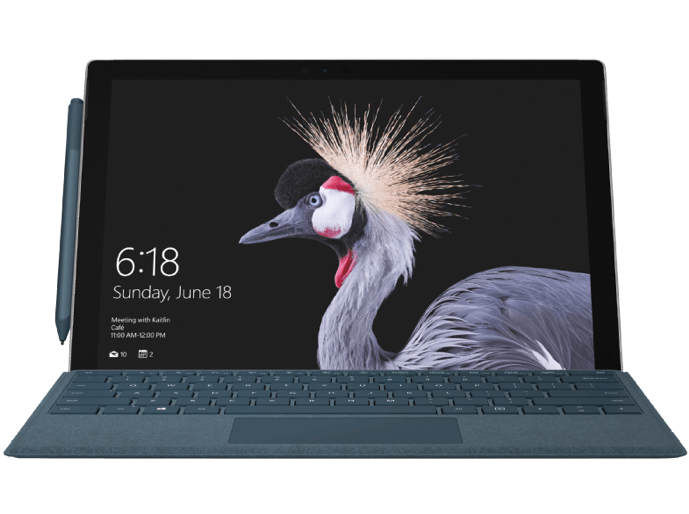 6:18
Sunday, June 18
Meeting with Kaitlin
Café
11:00 AM-12:00 PM
10 2